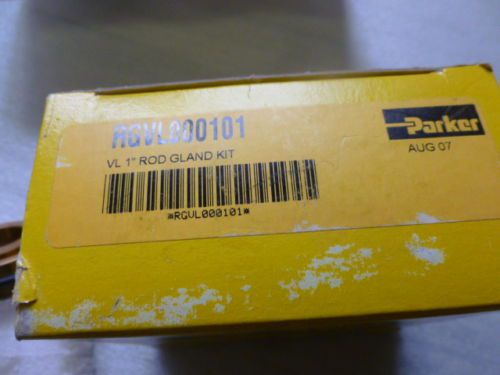 RGVL000101
Parker
AUG 07
VL 1" ROD GLAND KIT
*RGVL000101*